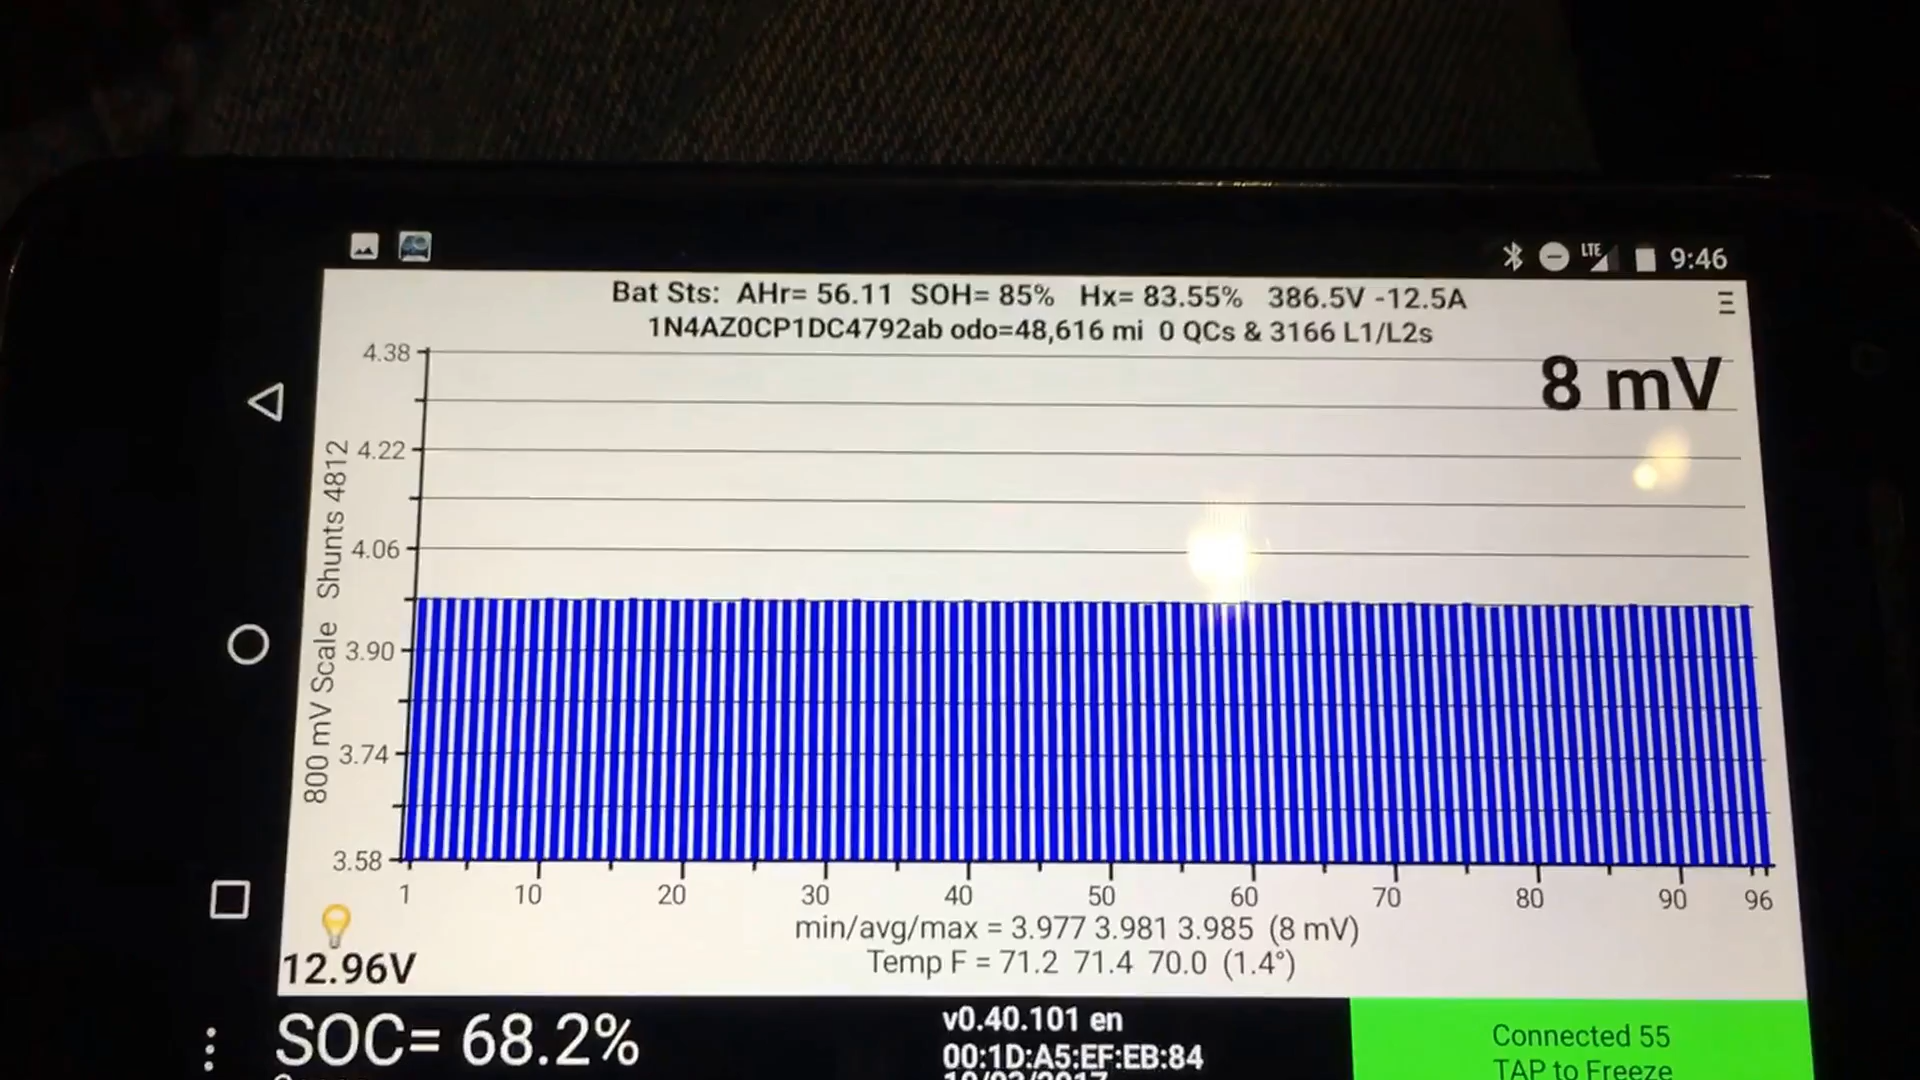 LTE 9:46
Bat Sts: AHr= 56.11 SOH= 85% Hx= 83.55% 386.5V -12.5A
1N4AZ0CP1DC4792ab odo=48,616 mi 0 QCs & 3166 L1/L2s
8 mV
800 mV Scale Shunts 4812
4.38
4.22
4.06
3.90
3.74
3.58
1 10 20 30 40 50 60 70 80 90 96
min/avg/max = 3.977 3.981 3.985 (8 mV)
Temp F = 71.2 71.4 70.0 (1.4°)
12.96V
SOC= 68.2%
v0.40.101 en
00:1D:A5:EF:EB:84
Connected 55
TAP to Freeze